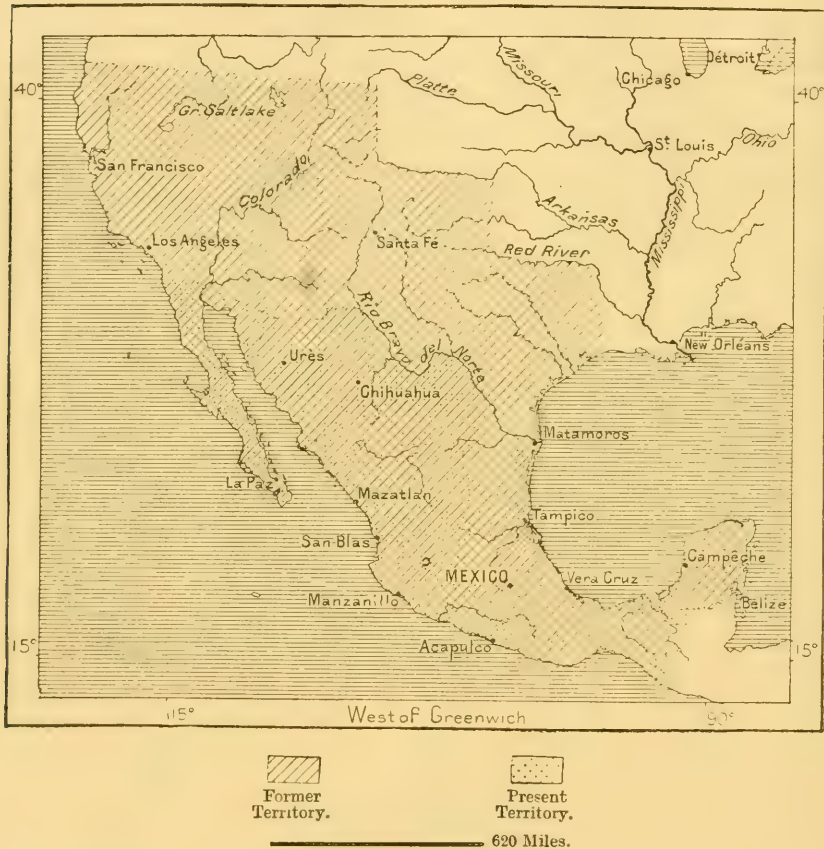 Missouri
Détroit
Platte
Chicago
40°
40°
Gr. Saltlake
St. Louis
Ohio
San Francisco
Colorado
Arkansas
Mississippi
Los Angeles
Santa Fé
Red River
Rio Bravo del Norte
New Orléans
Urès
Chihuahua
Matamoros
La Paz
Mazatlan
Tampico
San Blas
Campêche
MEXICO
Vera Cruz
Manzanillo
Belize
15°
Acapulco
15°
115°
West of Greenwich
90°
Former
Territory.
Present
Territory.
620 Miles.